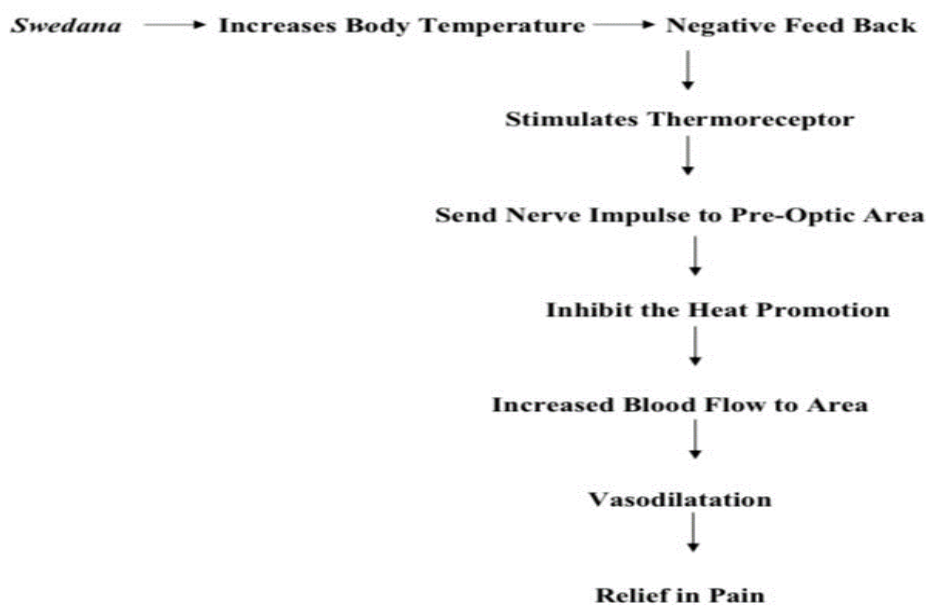 Swedana Increases Body Temperature Negative Feed Back
Stimulates Thermoreceptor
Send Nerve Impulse to Pre-Optic Area
Inhibit the Heat Promotion
Increased Blood Flow to Area
Vasodilatation
Relief in Pain